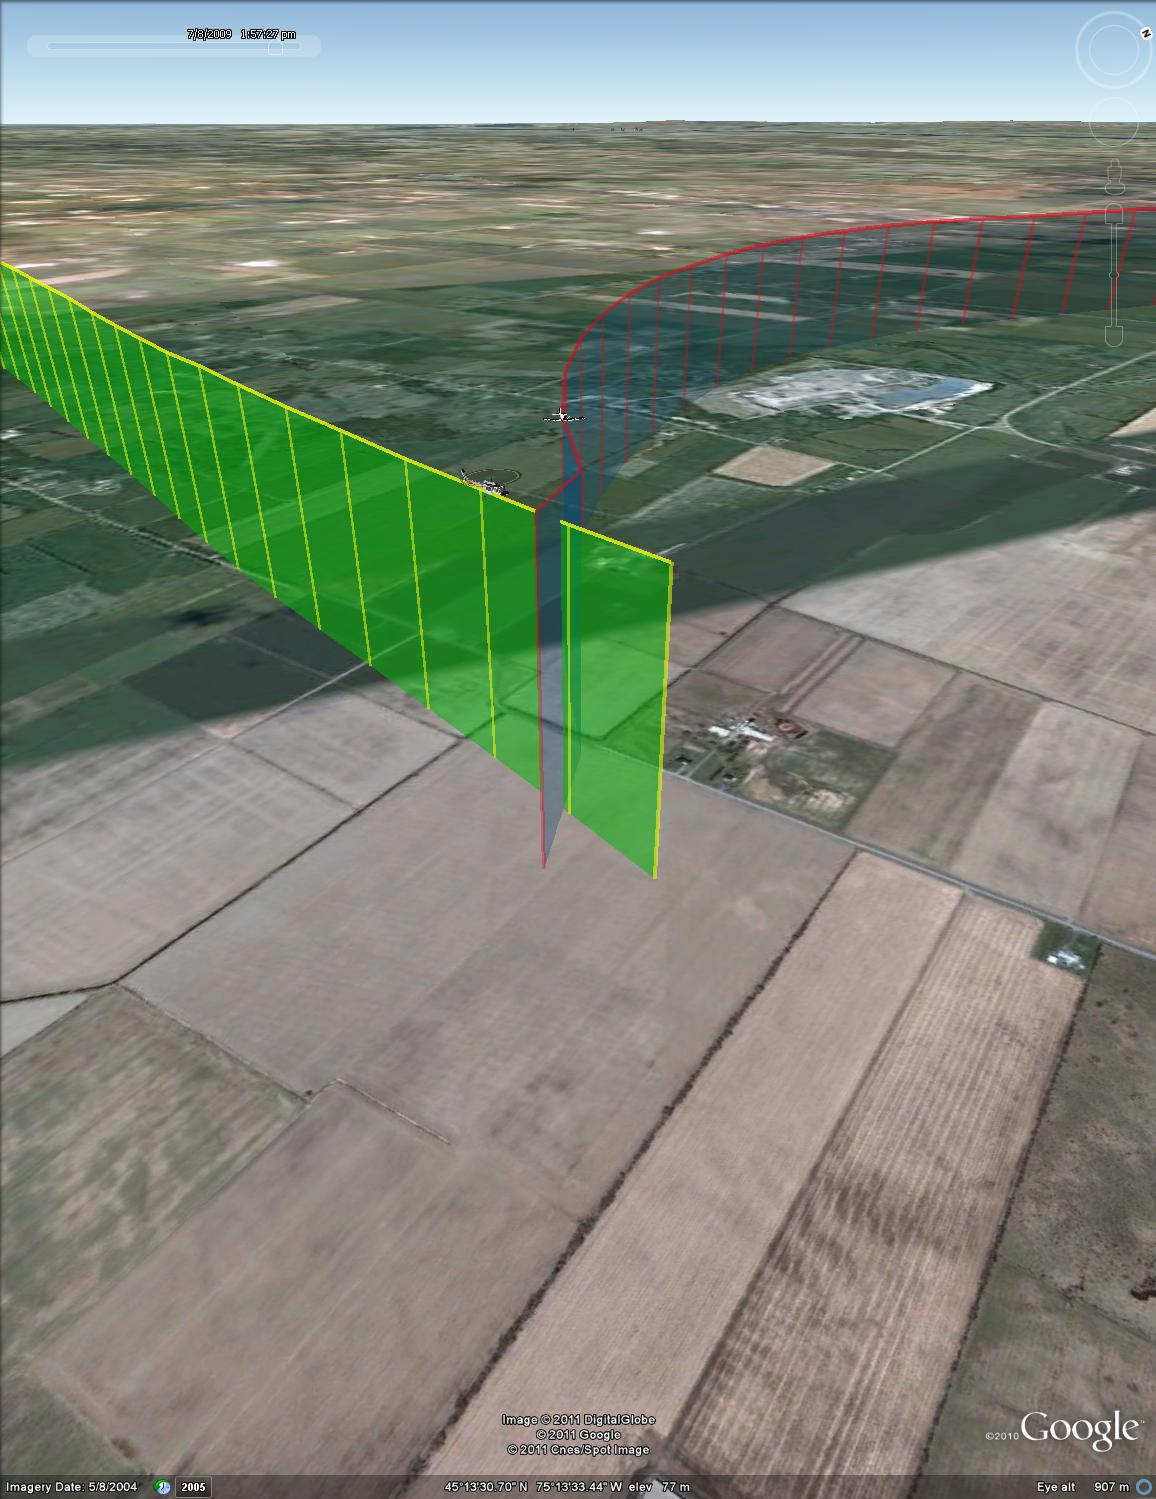 7/8/2009 1:57:27 pm
N
Image © 2011 DigitalGlobe
© 2011 Google
© 2011 Cnes/Spot Image
©2010 Google
Imagery Date: 5/8/2004 2005 45°13'30.70" N 75°13'33.44" W elev 77 m Eye alt 907 m